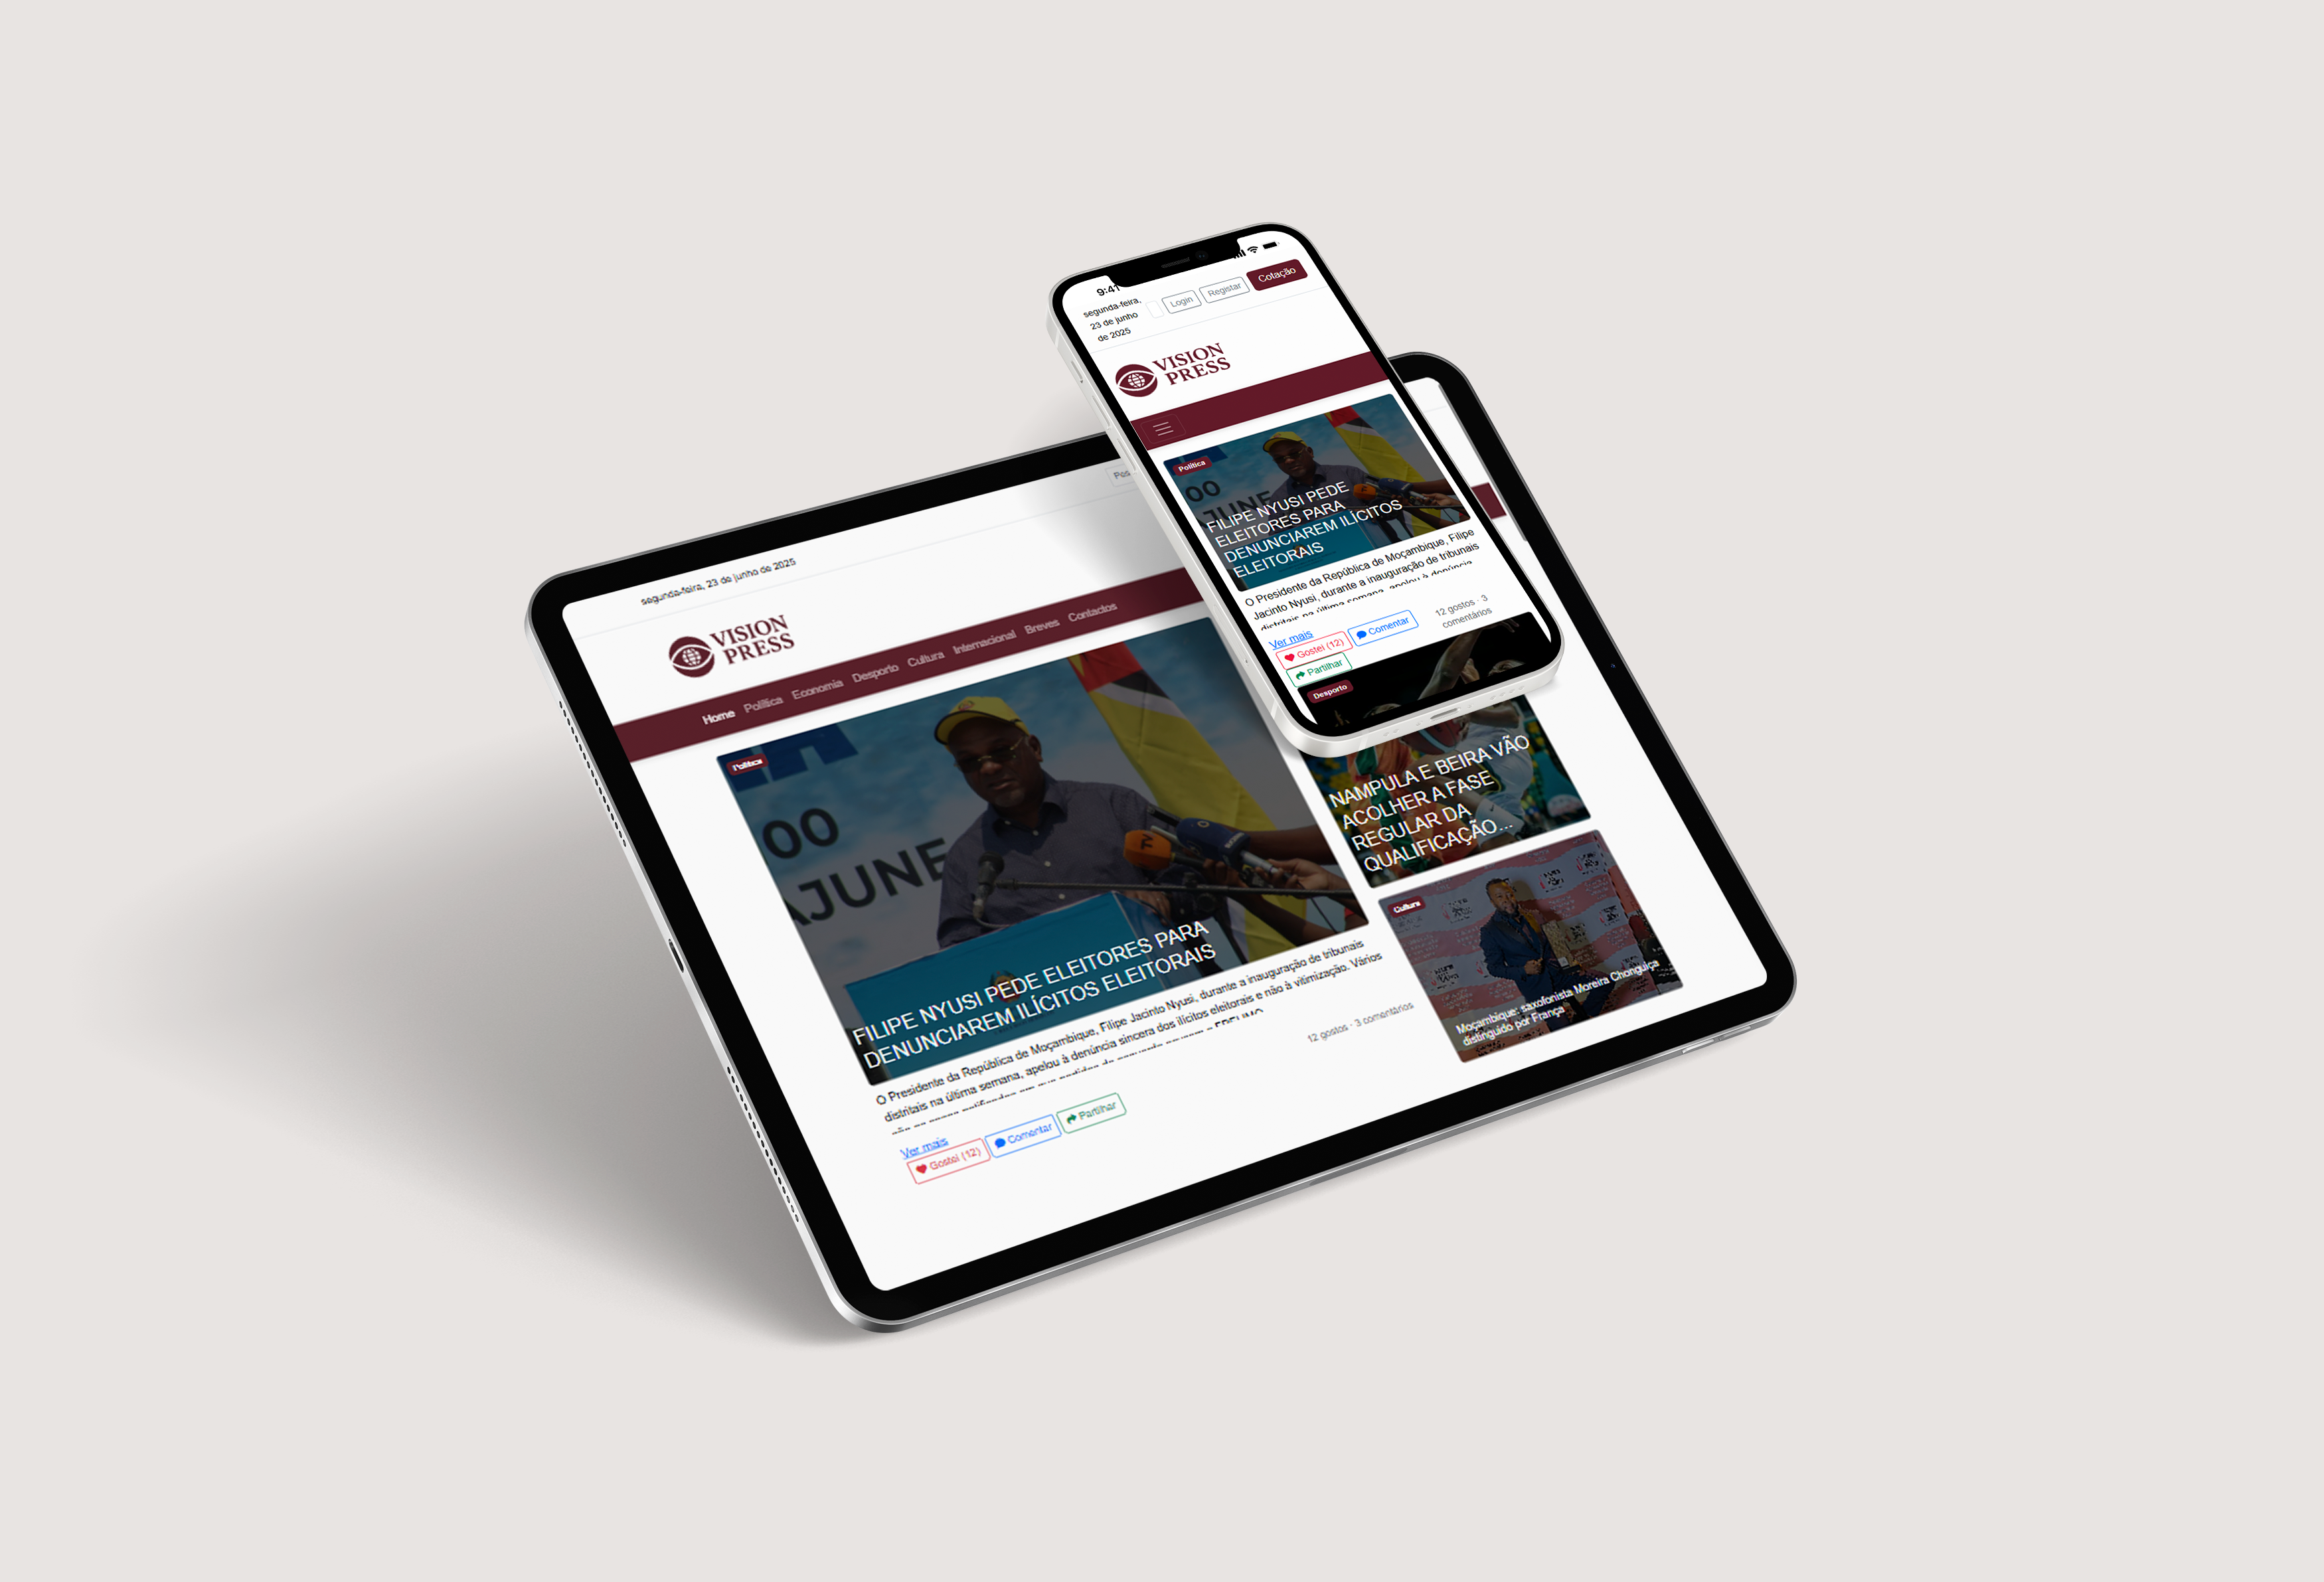 9:41
segunda-feira,
23 de junho
de 2025
Login
Registar
Cotação
VISION
PRESS
Política
00
JUNE
FILIPE NYUSI PEDE
ELEITORES PARA
DENUNCIAREM ILÍCITOS
ELEITORAIS
O Presidente da República de Moçambique, Filipe
Jacinto Nyusi, durante a inauguração de tribunais
distritais na última semana, apelou à denúncia
Ver mais
12 gostos · 3
comentários
Gostei (12)
Comentar
Partilhar
Desporto
segunda-feira, 23 de junho de 2025
Pes
VISION
PRESS
Home Política Economia Desporto Cultura Internacional Breves Contactos
Política
00
AJUNE
TV
FILIPE NYUSI PEDE ELEITORES PARA
DENUNCIAREM ILÍCITOS ELEITORAIS
O Presidente da República de Moçambique, Filipe Jacinto Nyusi, durante a inauguração de tribunais
distritais na última semana, apelou à denúncia sincera dos ilícitos eleitorais e não à vitimização. Vários
12 gostos · 3 comentários
Ver mais
Gostei (12)
Comentar
Partilhar
NAMPULA E BEIRA VÃO
ACOLHER A FASE
REGULAR DA
QUALIFICAÇÃO...
Cultura
Moçambique: saxofonista Moreira Chonguiça
distinguido por França